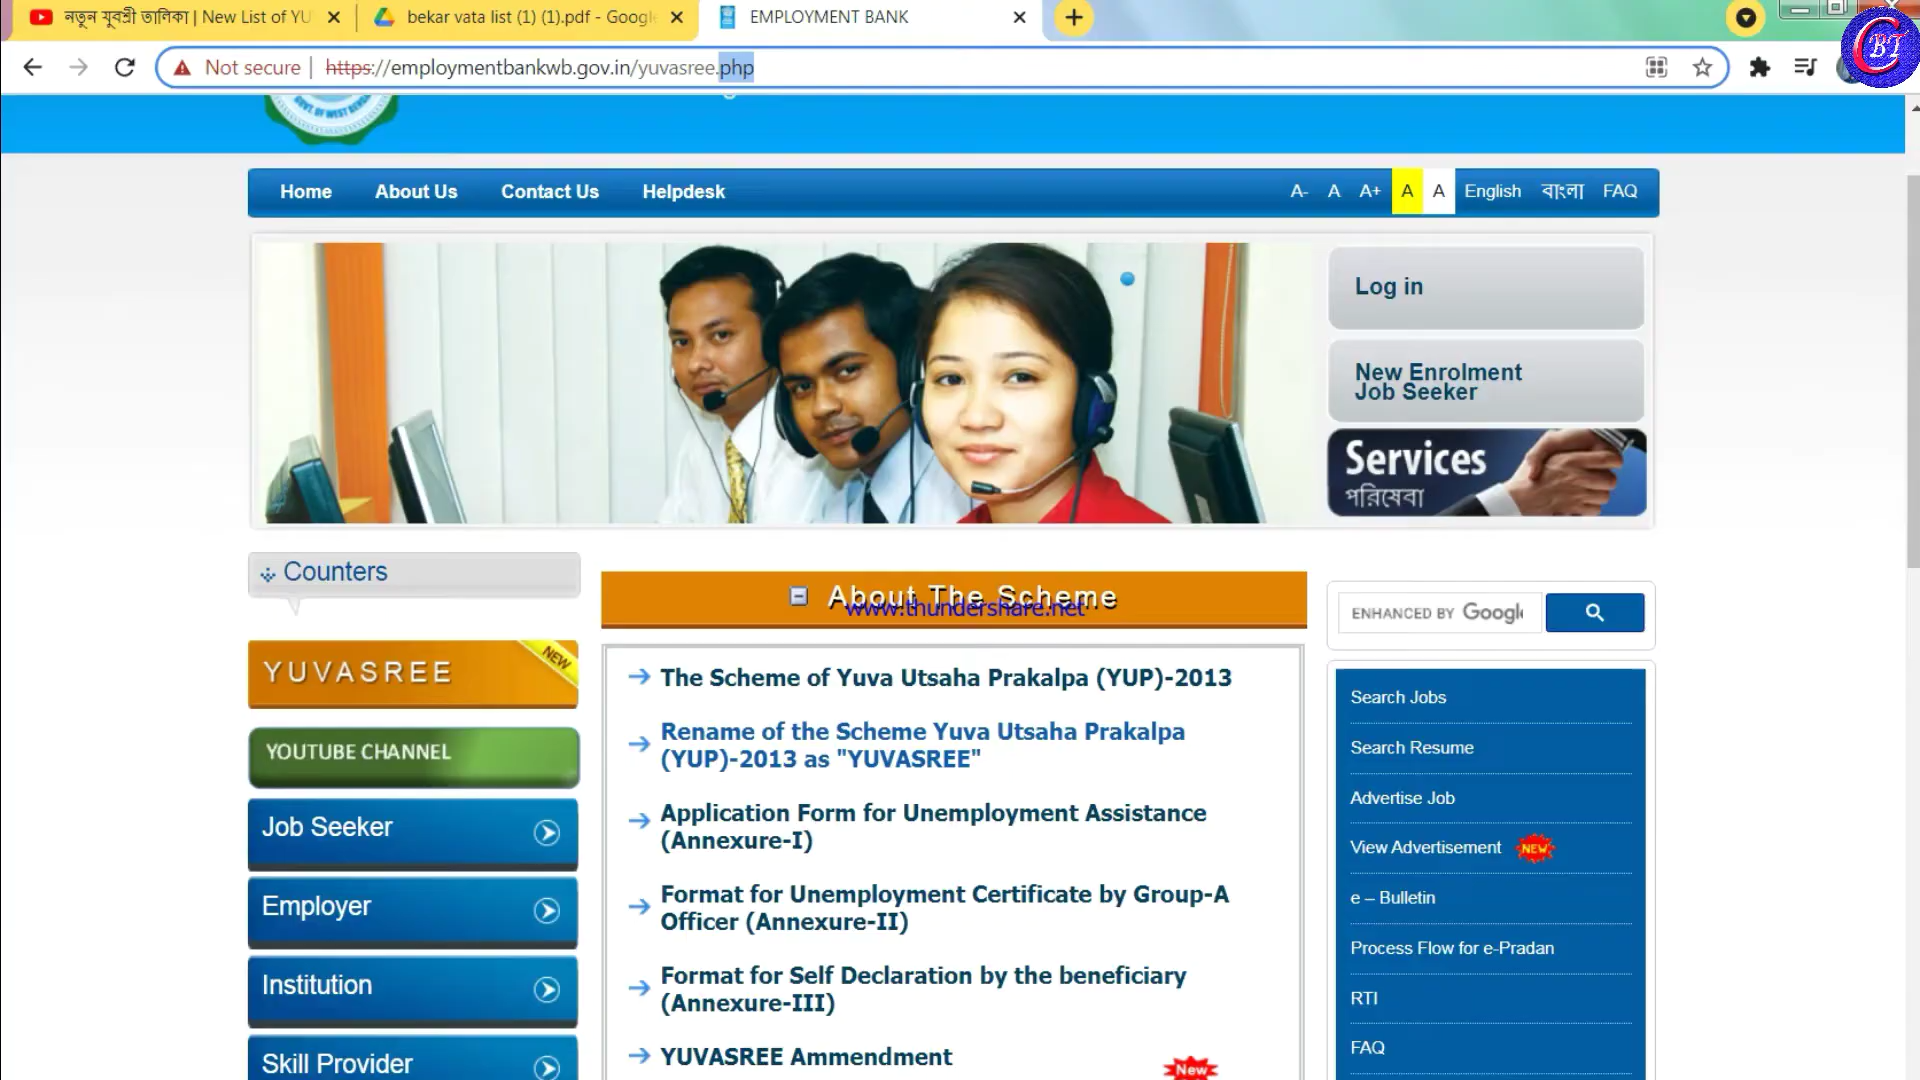 নতুন যুবশ্রী তালিকা | New List of YU
bekar vata list (1) (1).pdf - Google
EMPLOYMENT BANK
Not secure | https://employmentbankwb.gov.in/yuvasree.php
CBT
GOVT. OF WEST BENGAL
Home About Us Contact Us Helpdesk A- A A+ A A English বাংলা FAQ
Log in
New Enrolment
Job Seeker
Services
পরিষেবা
Counters
YUVASREE NEW
YOUTUBE CHANNEL
Job Seeker
Employer
Institution
Skill Provider
About The Scheme
www.thundershare.net
The Scheme of Yuva Utsaha Prakalpa (YUP)-2013
Rename of the Scheme Yuva Utsaha Prakalpa
(YUP)-2013 as "YUVASREE"
Application Form for Unemployment Assistance
(Annexure-I)
Format for Unemployment Certificate by Group-A
Officer (Annexure-II)
Format for Self Declaration by the beneficiary
(Annexure-III)
YUVASREE Ammendment
New
ENHANCED BY Google
Search Jobs
Search Resume
Advertise Job
View Advertisement NEW
e – Bulletin
Process Flow for e-Pradan
RTI
FAQ